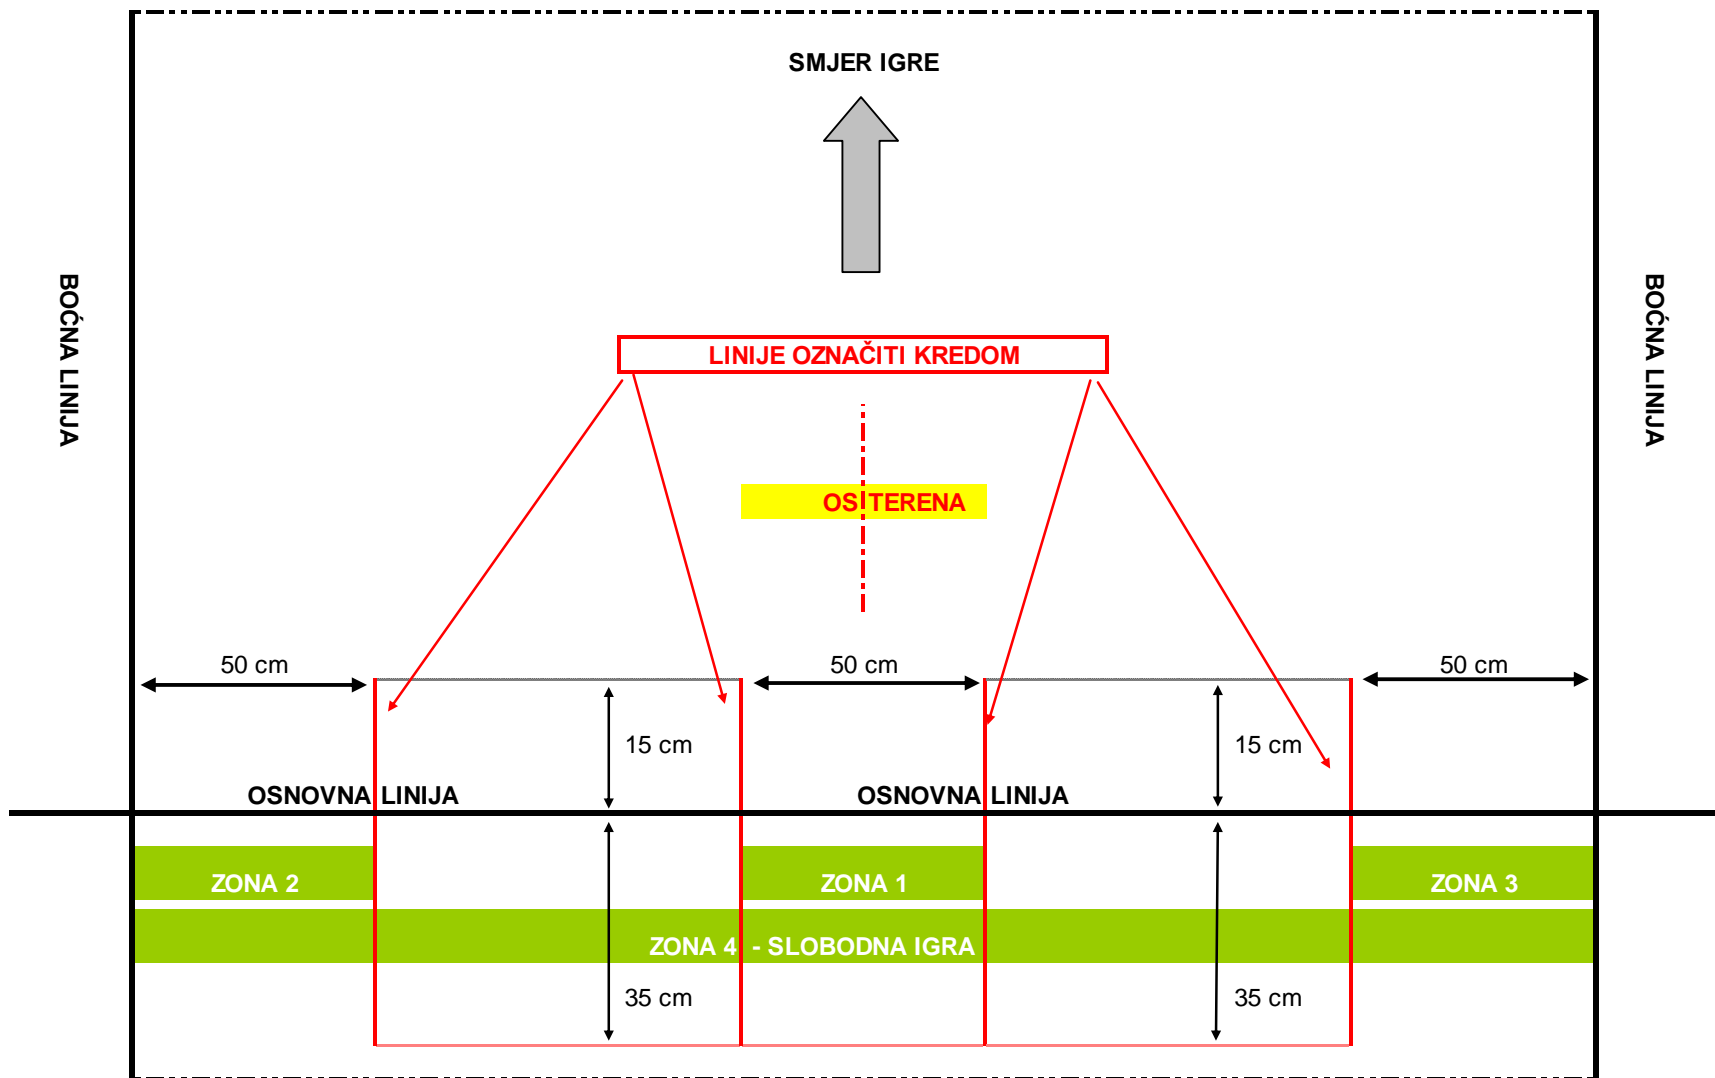 SMJER IGRE
BOĆNA LINIJA
BOĆNA LINIJA
LINIJE OZNAČITI KREDOM
OS TERENA
50 cm
50 cm
50 cm
15 cm
15 cm
OSNOVNA LINIJA
OSNOVNA LINIJA
ZONA 2
ZONA 1
ZONA 3
ZONA 4 - SLOBODNA IGRA
35 cm
35 cm